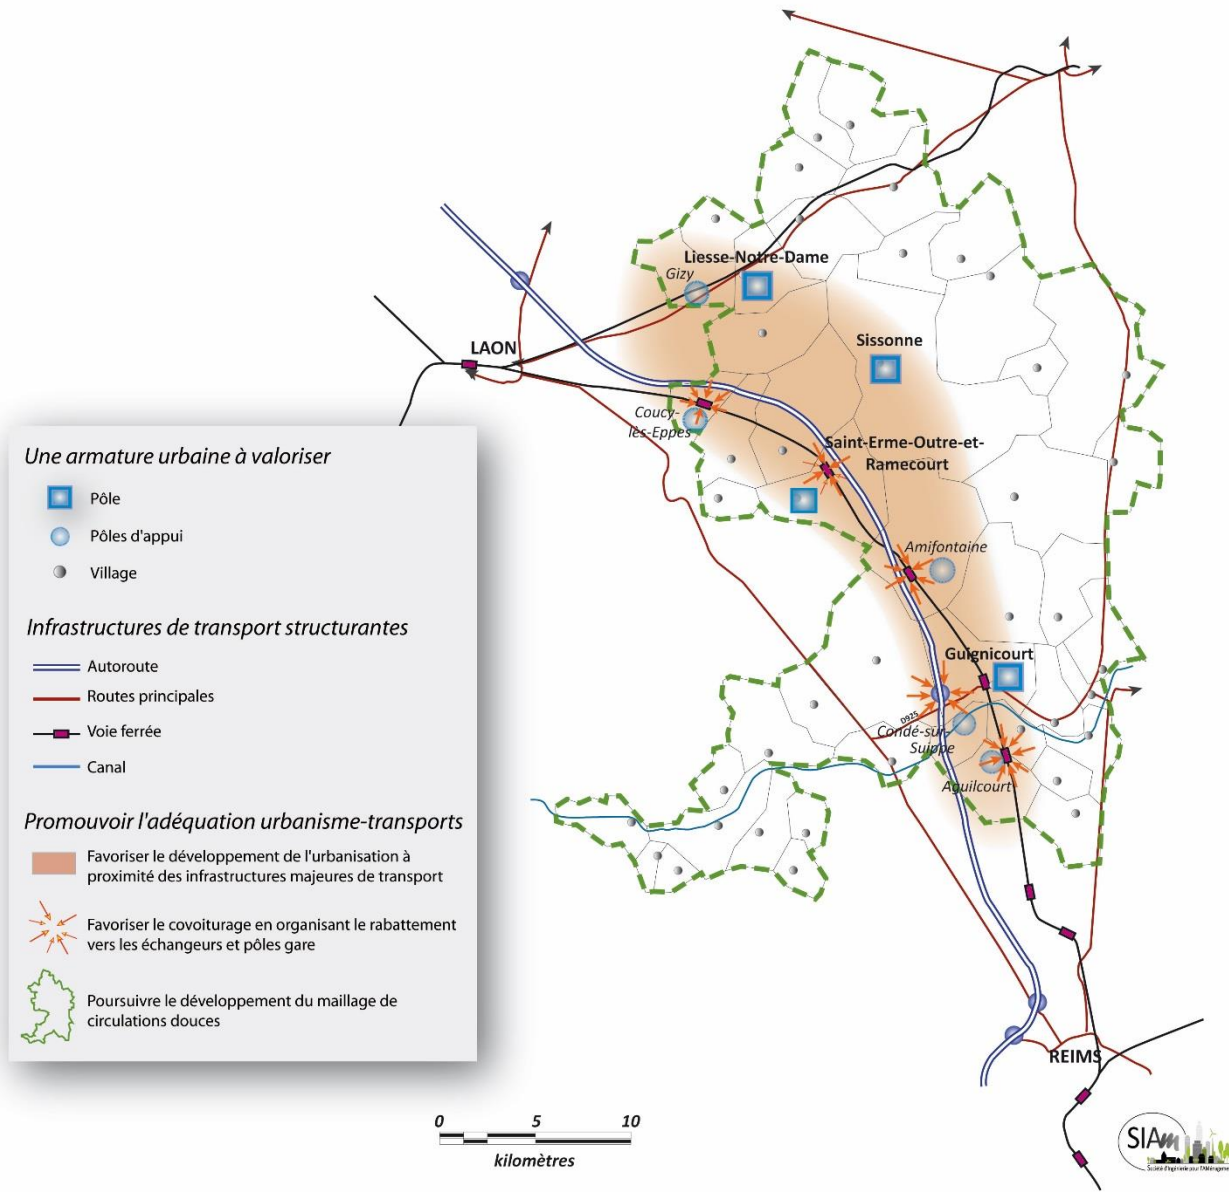 Liesse-Notre-Dame
Gizy
Sissonne
LAON
Coucy-
lès-Eppes
Saint-Erme-Outre-et-
Ramecourt
Amifontaine
Guignicourt
D925
Condé-sur-
Suippe
Aguilcourt
REIMS
Une armature urbaine à valoriser
Pôle
Pôles d'appui
Village
Infrastructures de transport structurantes
Autoroute
Routes principales
Voie ferrée
Canal
Promouvoir l'adéquation urbanisme-transports
Favoriser le développement de l'urbanisation à
proximité des infrastructures majeures de transport
Favoriser le covoiturage en organisant le rabattement
vers les échangeurs et pôles gare
Poursuivre le développement du maillage de
circulations douces
0 5 10
kilomètres
SIAm
Société d'Ingénierie pour l'Aménagement